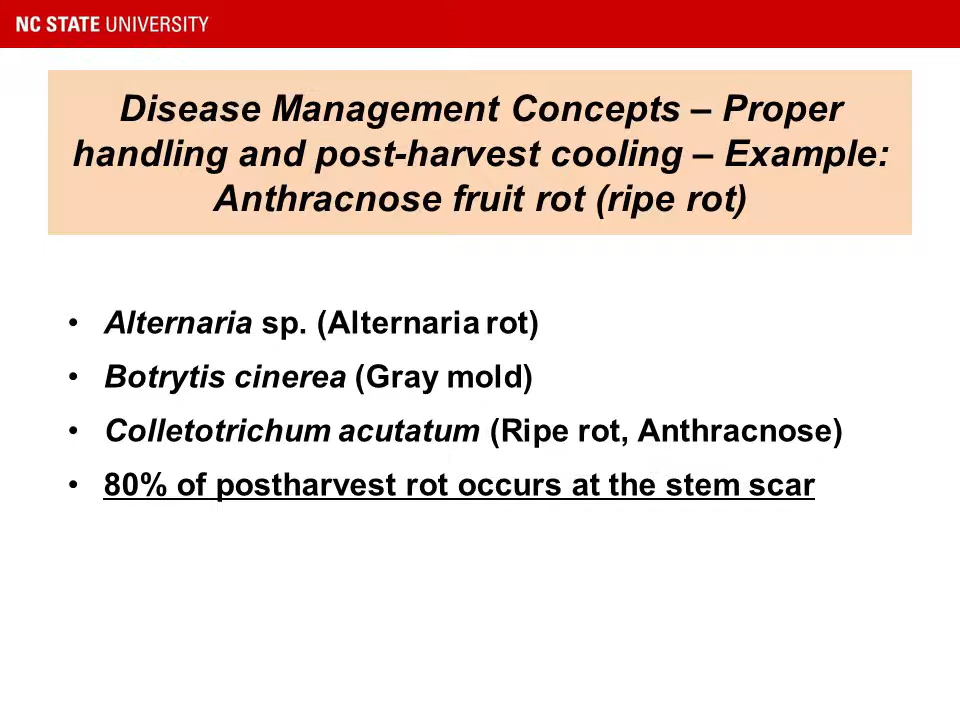 NC STATE UNIVERSITY
Disease Management Concepts – Proper
handling and post-harvest cooling – Example:
Anthracnose fruit rot (ripe rot)
• Alternaria sp. (Alternaria rot)
• Botrytis cinerea (Gray mold)
• Colletotrichum acutatum (Ripe rot, Anthracnose)
• 80% of postharvest rot occurs at the stem scar